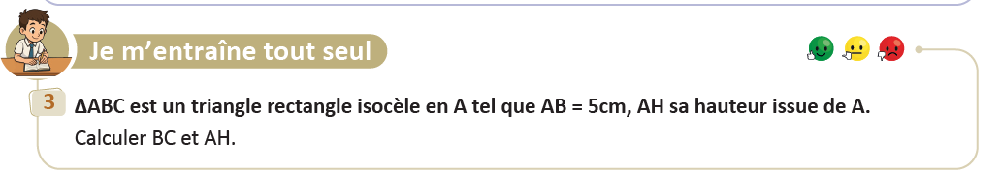 Je m’entraîne tout seul
3 ΔABC est un triangle rectangle isocèle en A tel que AB = 5cm, AH sa hauteur issue de A.
Calculer BC et AH.